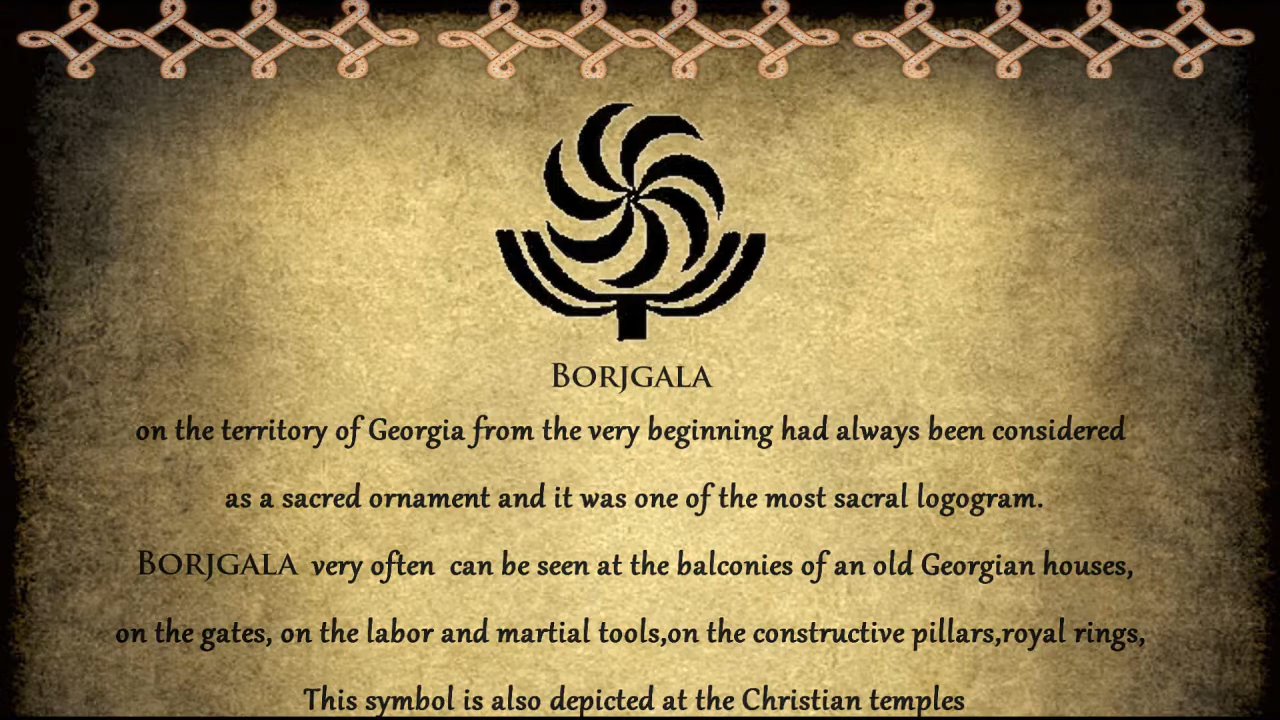 BORJGALA
on the territory of Georgia from the very beginning had always been considered
as a sacred ornament and it was one of the most sacral logogram.
BORJGALA very often can be seen at the balconies of an old Georgian houses,
on the gates, on the labor and martial tools,on the constructive pillars,royal rings,
This symbol is also depicted at the Christian temples